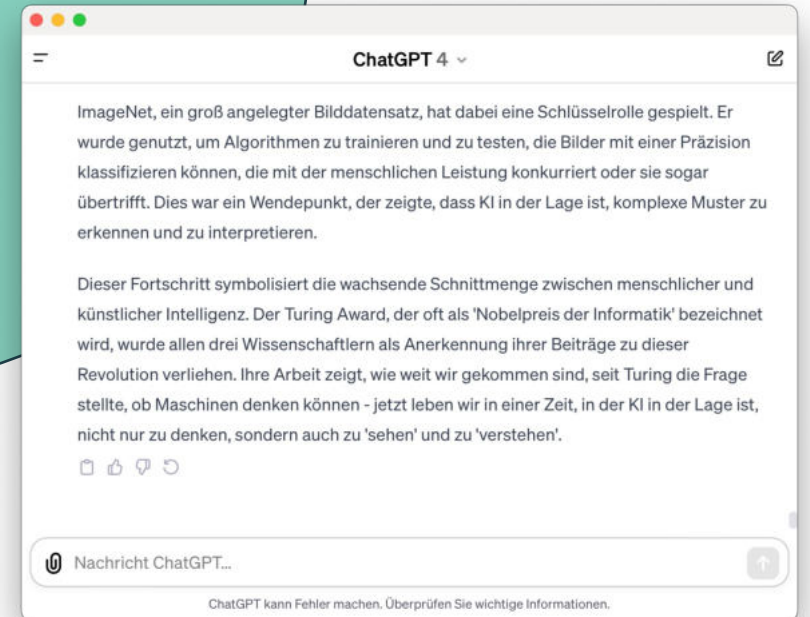 ChatGPT 4
ImageNet, ein groß angelegter Bilddatensatz, hat dabei eine Schlüsselrolle gespielt. Er
wurde genutzt, um Algorithmen zu trainieren und zu testen, die Bilder mit einer Präzision
klassifizieren können, die mit der menschlichen Leistung konkurriert oder sie sogar
übertrifft. Dies war ein Wendepunkt, der zeigte, dass KI in der Lage ist, komplexe Muster zu
erkennen und zu interpretieren.
Dieser Fortschritt symbolisiert die wachsende Schnittmenge zwischen menschlicher und
künstlicher Intelligenz. Der Turing Award, der oft als 'Nobelpreis der Informatik' bezeichnet
wird, wurde allen drei Wissenschaftlern als Anerkennung ihrer Beiträge zu dieser
Revolution verliehen. Ihre Arbeit zeigt, wie weit wir gekommen sind, seit Turing die Frage
stellte, ob Maschinen denken können - jetzt leben wir in einer Zeit, in der KI in der Lage ist,
nicht nur zu denken, sondern auch zu 'sehen' und zu 'verstehen'.
Nachricht ChatGPT...
ChatGPT kann Fehler machen. Überprüfen Sie wichtige Informationen.